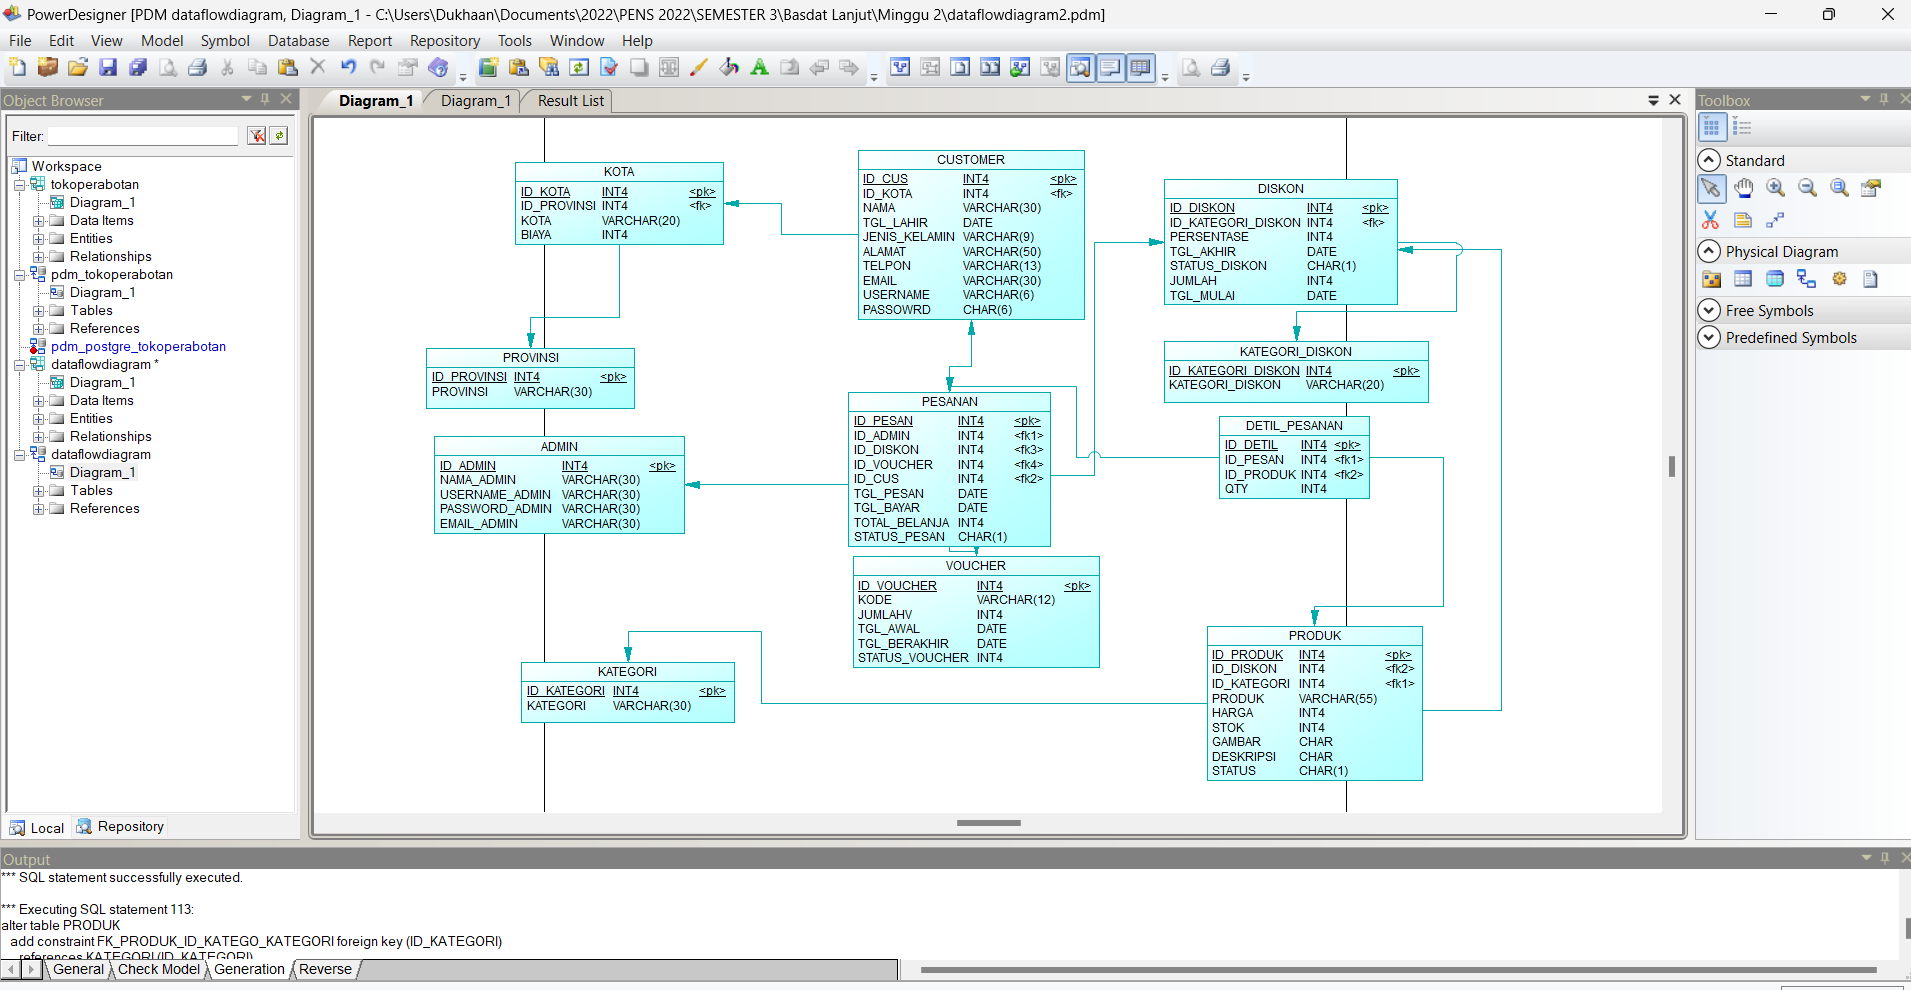 PowerDesigner [PDM dataflowdiagram, Diagram_1 - C:\Users\Dukhaan\Documents\2022\PENS 2022\SEMESTER 3\Basdat Lanjut\Minggu 2\dataflowdiagram2.pdm]
File Edit View Model Symbol Database Report Repository Tools Window Help
Object Browser
Filter:
Workspace
tokoperabotan
Diagram_1
Data Items
Entities
Relationships
pdm_tokoperabotan
Diagram_1
Tables
References
pdm_postgre_tokoperabotan
dataflowdiagram *
Diagram_1
Data Items
Entities
Relationships
dataflowdiagram
Diagram_1
Tables
References
Local Repository
Diagram_1 Diagram_1 Result List
KOTA
ID_KOTA INT4 <pk>
ID_PROVINSI INT4 <fk>
KOTA VARCHAR(20)
BIAYA INT4
CUSTOMER
ID_CUS INT4 <pk>
ID_KOTA INT4 <fk>
NAMA VARCHAR(30)
TGL_LAHIR DATE
JENIS_KELAMIN VARCHAR(9)
ALAMAT VARCHAR(50)
TELPON VARCHAR(13)
EMAIL VARCHAR(30)
USERNAME VARCHAR(6)
PASSOWRD CHAR(6)
DISKON
ID_DISKON INT4 <pk>
ID_KATEGORI_DISKON INT4 <fk>
PERSENTASE INT4
TGL_AKHIR DATE
STATUS_DISKON CHAR(1)
JUMLAH INT4
TGL_MULAI DATE
PROVINSI
ID_PROVINSI INT4 <pk>
PROVINSI VARCHAR(30)
KATEGORI_DISKON
ID_KATEGORI_DISKON INT4 <pk>
KATEGORI_DISKON VARCHAR(20)
PESANAN
ID_PESAN INT4 <pk>
ID_ADMIN INT4 <fk1>
ID_DISKON INT4 <fk3>
ID_VOUCHER INT4 <fk4>
ID_CUS INT4 <fk2>
TGL_PESAN DATE
TGL_BAYAR DATE
TOTAL_BELANJA INT4
STATUS_PESAN CHAR(1)
DETIL_PESANAN
ID_DETIL INT4 <pk>
ID_PESAN INT4 <fk1>
ID_PRODUK INT4 <fk2>
QTY INT4
ADMIN
ID_ADMIN INT4 <pk>
NAMA_ADMIN VARCHAR(30)
USERNAME_ADMIN VARCHAR(30)
PASSWORD_ADMIN VARCHAR(30)
EMAIL_ADMIN VARCHAR(30)
VOUCHER
ID_VOUCHER INT4 <pk>
KODE VARCHAR(12)
JUMLAHV INT4
TGL_AWAL DATE
TGL_BERAKHIR DATE
STATUS_VOUCHER INT4
KATEGORI
ID_KATEGORI INT4 <pk>
KATEGORI VARCHAR(30)
PRODUK
ID_PRODUK INT4 <pk>
ID_DISKON INT4 <fk2>
ID_KATEGORI INT4 <fk1>
PRODUK VARCHAR(55)
HARGA INT4
STOK INT4
GAMBAR CHAR
DESKRIPSI CHAR
STATUS CHAR(1)
Toolbox
Standard
Physical Diagram
Free Symbols
Predefined Symbols
Output
*** SQL statement successfully executed.
*** Executing SQL statement 113:
alter table PRODUK
add constraint FK_PRODUK_ID_KATEGO_KATEGORI foreign key (ID_KATEGORI)
references KATEGORI (ID_KATEGORI)
General Check Model Generation Reverse